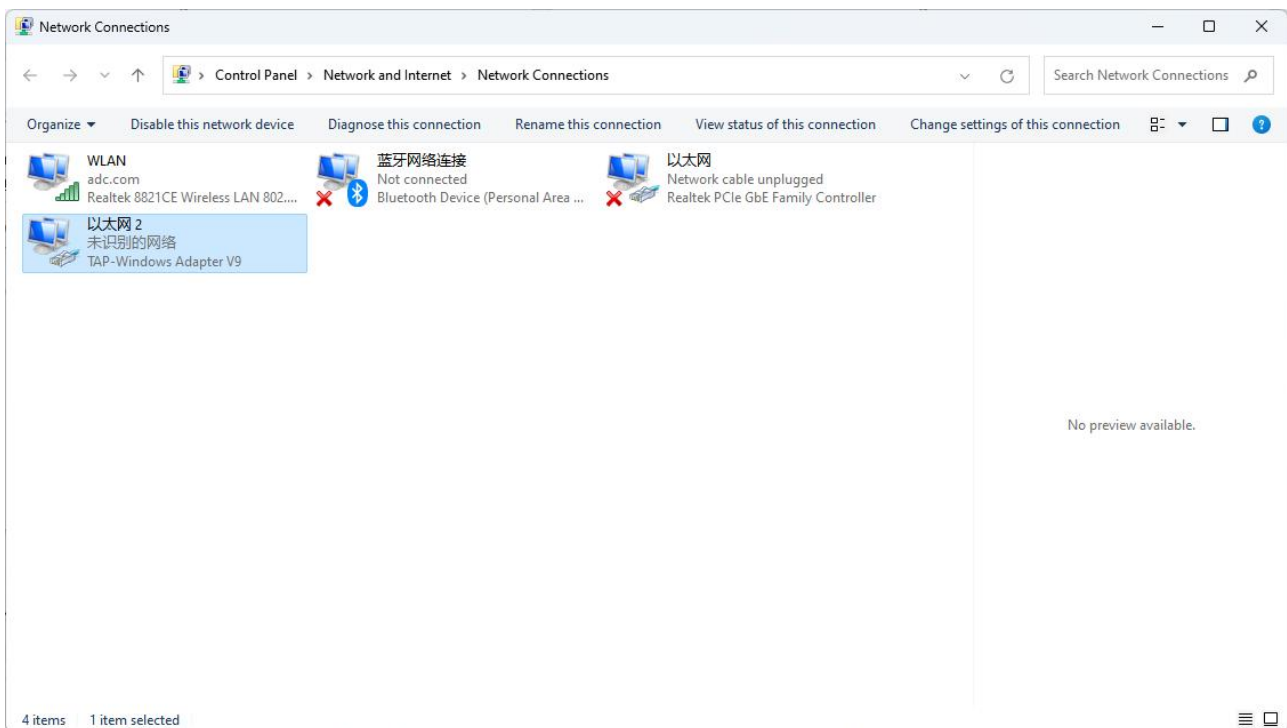 Network Connections
Control Panel > Network and Internet > Network Connections
Search Network Connections
Organize
Disable this network device
Diagnose this connection
Rename this connection
View status of this connection
Change settings of this connection
WLAN
adc.com
Realtek 8821CE Wireless LAN 802....
蓝牙网络连接
Not connected
Bluetooth Device (Personal Area ...
以太网
Network cable unplugged
Realtek PCIe GbE Family Controller
以太网 2
未识别的网络
TAP-Windows Adapter V9
No preview available.
4 items
1 item selected